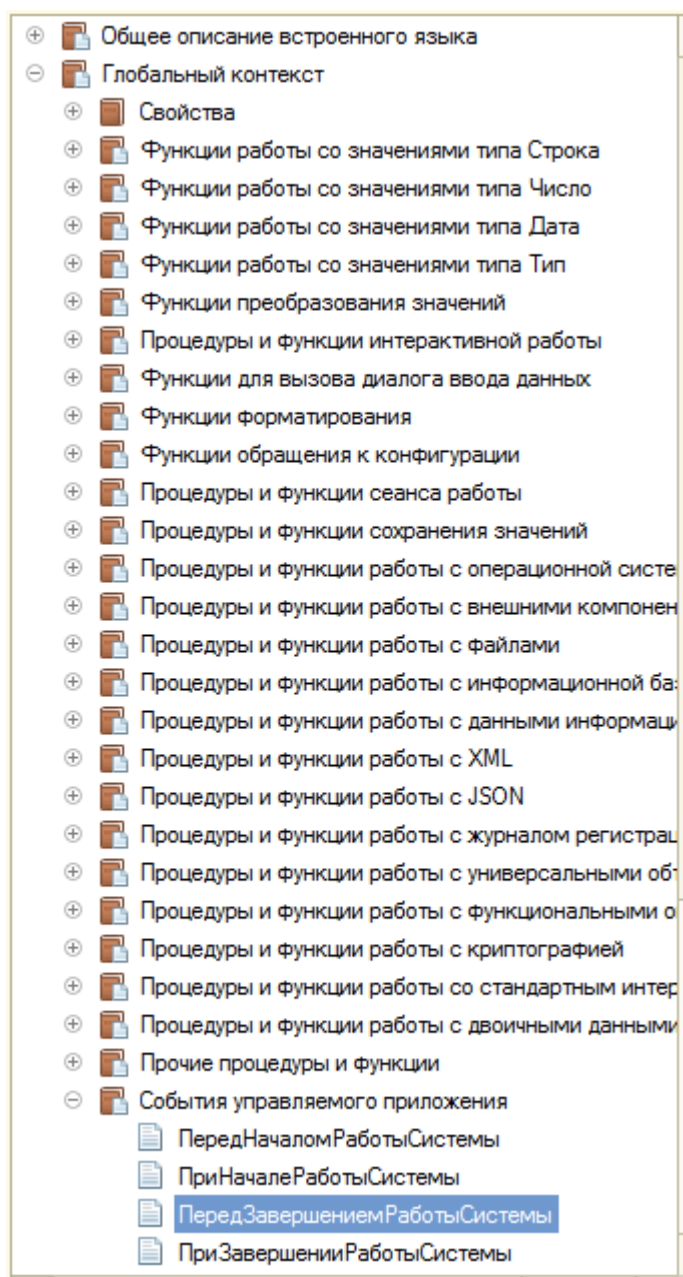 Общее описание встроенного языка
Глобальный контекст
Свойства
Функции работы со значениями типа Строка
Функции работы со значениями типа Число
Функции работы со значениями типа Дата
Функции работы со значениями типа Тип
Функции преобразования значений
Процедуры и функции интерактивной работы
Функции для вызова диалога ввода данных
Функции форматирования
Функции обращения к конфигурации
Процедуры и функции сеанса работы
Процедуры и функции сохранения значений
Процедуры и функции работы с операционной систе
Процедуры и функции работы с внешними компонен
Процедуры и функции работы с файлами
Процедуры и функции работы с информационной ба
Процедуры и функции работы с данными информац
Процедуры и функции работы с XML
Процедуры и функции работы с JSON
Процедуры и функции работы с журналом регистрац
Процедуры и функции работы с универсальными об
Процедуры и функции работы с функциональными о
Процедуры и функции работы с криптографией
Процедуры и функции работы со стандартным интер
Процедуры и функции работы с двоичными данными
Прочие процедуры и функции
События управляемого приложения
ПередНачаломРаботыСистемы
ПриНачалеРаботыСистемы
ПередЗавершениемРаботыСистемы
ПриЗавершенииРаботыСистемы